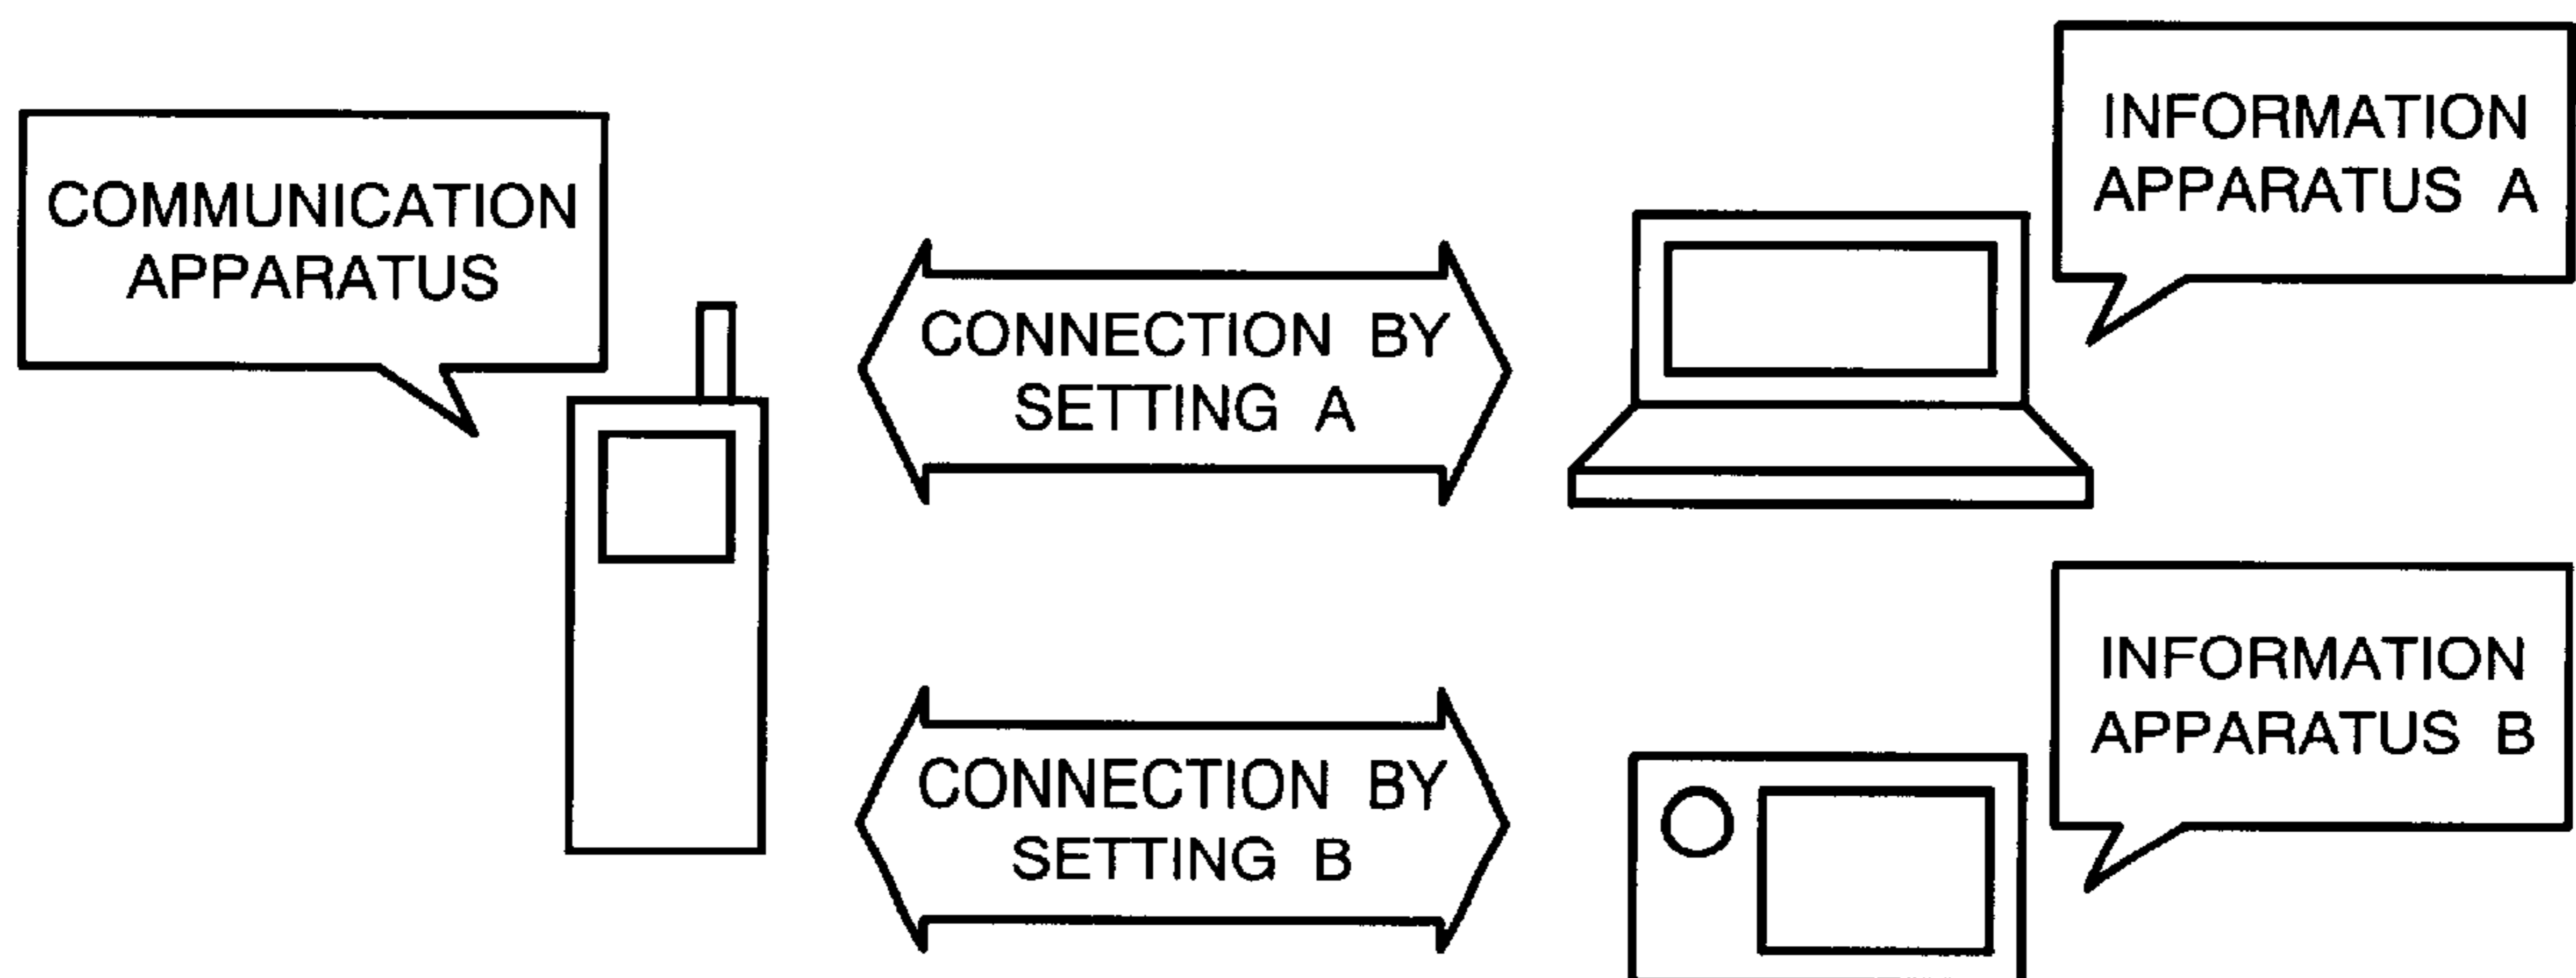 COMMUNICATION
APPARATUS
CONNECTION BY
SETTING A
INFORMATION
APPARATUS A
CONNECTION BY
SETTING B
INFORMATION
APPARATUS B